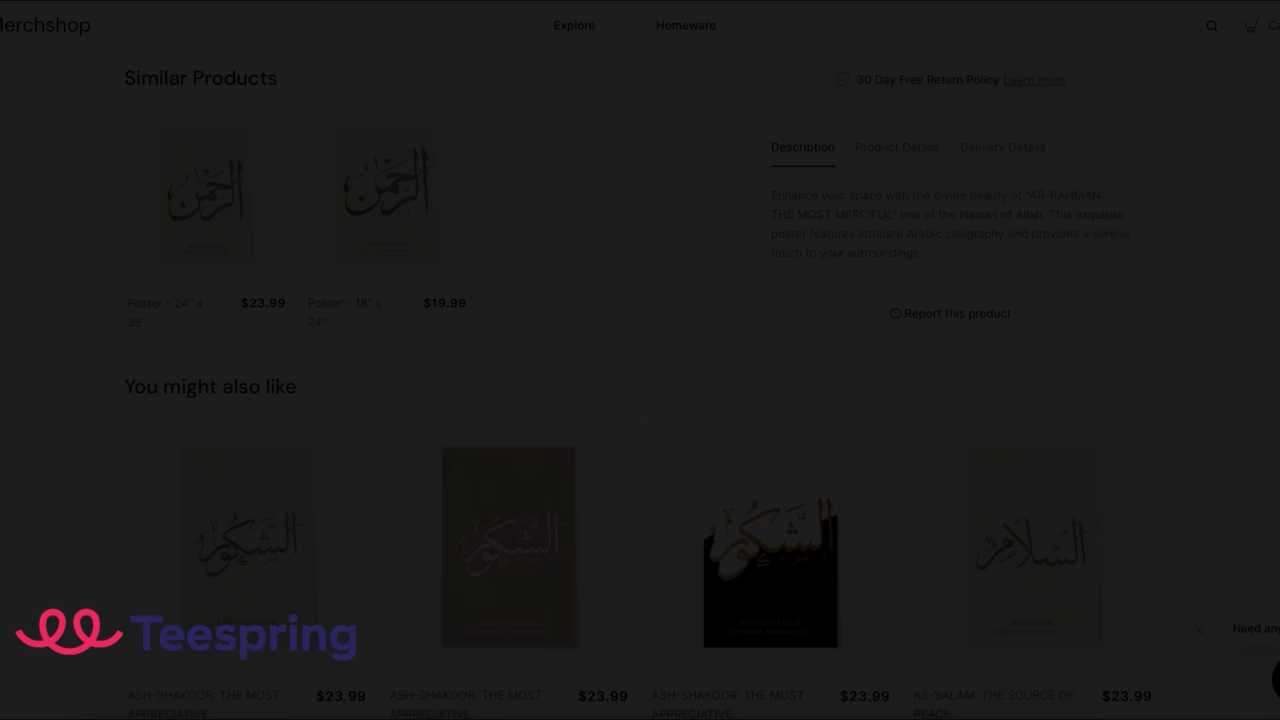 Merchshop
Explore
Homeware
Similar Products
30 Day Free Return Policy Learn more
الرحمن
الرحمن
Description
Product Details
Delivery Details
Enhance your space with the divine beauty of 'AR-RAHMAN:
THE MOST MERCIFUL' one of the Names of Allah. This exquisite
poster features intricate Arabic calligraphy and provides a serene
touch to your surroundings.
Poster - 24" x
36"
$23.99
Poster - 18" x
24"
$19.99
Report this product
You might also like
الشكور
الشكور
الشكور
السلام
Teespring
Need
ASH-SHAKOOR: THE MOST
APPRECIATIVE
$23.99
ASH-SHAKOOR: THE MOST
APPRECIATIVE
$23.99
ASH-SHAKOOR: THE MOST
APPRECIATIVE
$23.99
AS-SALAM: THE SOURCE OF
PEACE
$23.99